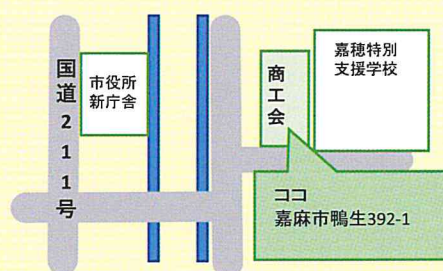 国道211号
市役所
新庁舎
商工会
嘉穂特別
支援学校
ココ
嘉麻市鴨生392-1